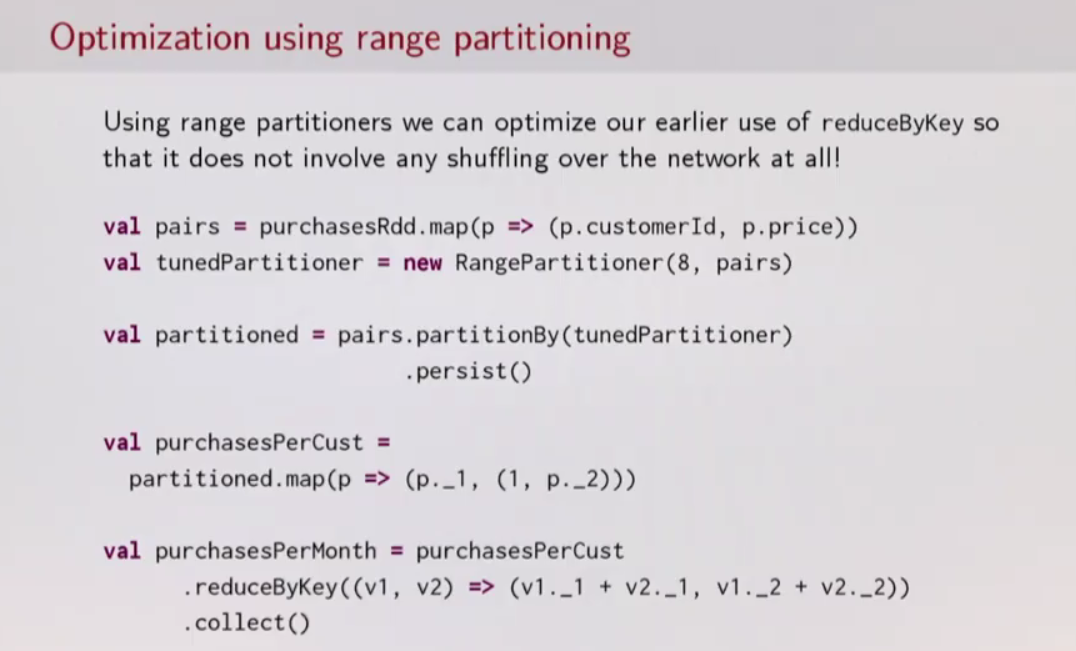 Optimization using range partitioning
Using range partitioners we can optimize our earlier use of reduceByKey so
that it does not involve any shuffling over the network at all!
val pairs = purchasesRdd.map(p => (p.customerId, p.price))
val tunedPartitioner = new RangePartitioner(8, pairs)
val partitioned = pairs.partitionBy(tunedPartitioner)
.persist()
val purchasesPerCust =
partitioned.map(p => (p._1, (1, p._2)))
val purchasesPerMonth = purchasesPerCust
.reduceByKey((v1, v2) => (v1._1 + v2._1, v1._2 + v2._2))
.collect()